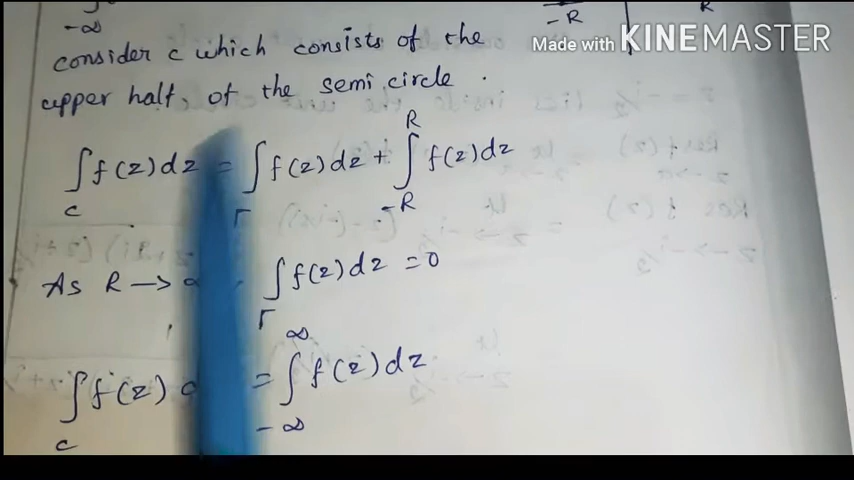 -∞
-R
R
Made with KINEMASTER
consider c which consists of the
upper half, of the semi circle .
∫ f(z)dz = ∫ f(z)dz + ∫ f(z)dz
c Γ -R R
As R → ∫ f(z)dz = 0
Γ
∫ f(z) = ∫ f(z)dz
c -∞ ∞